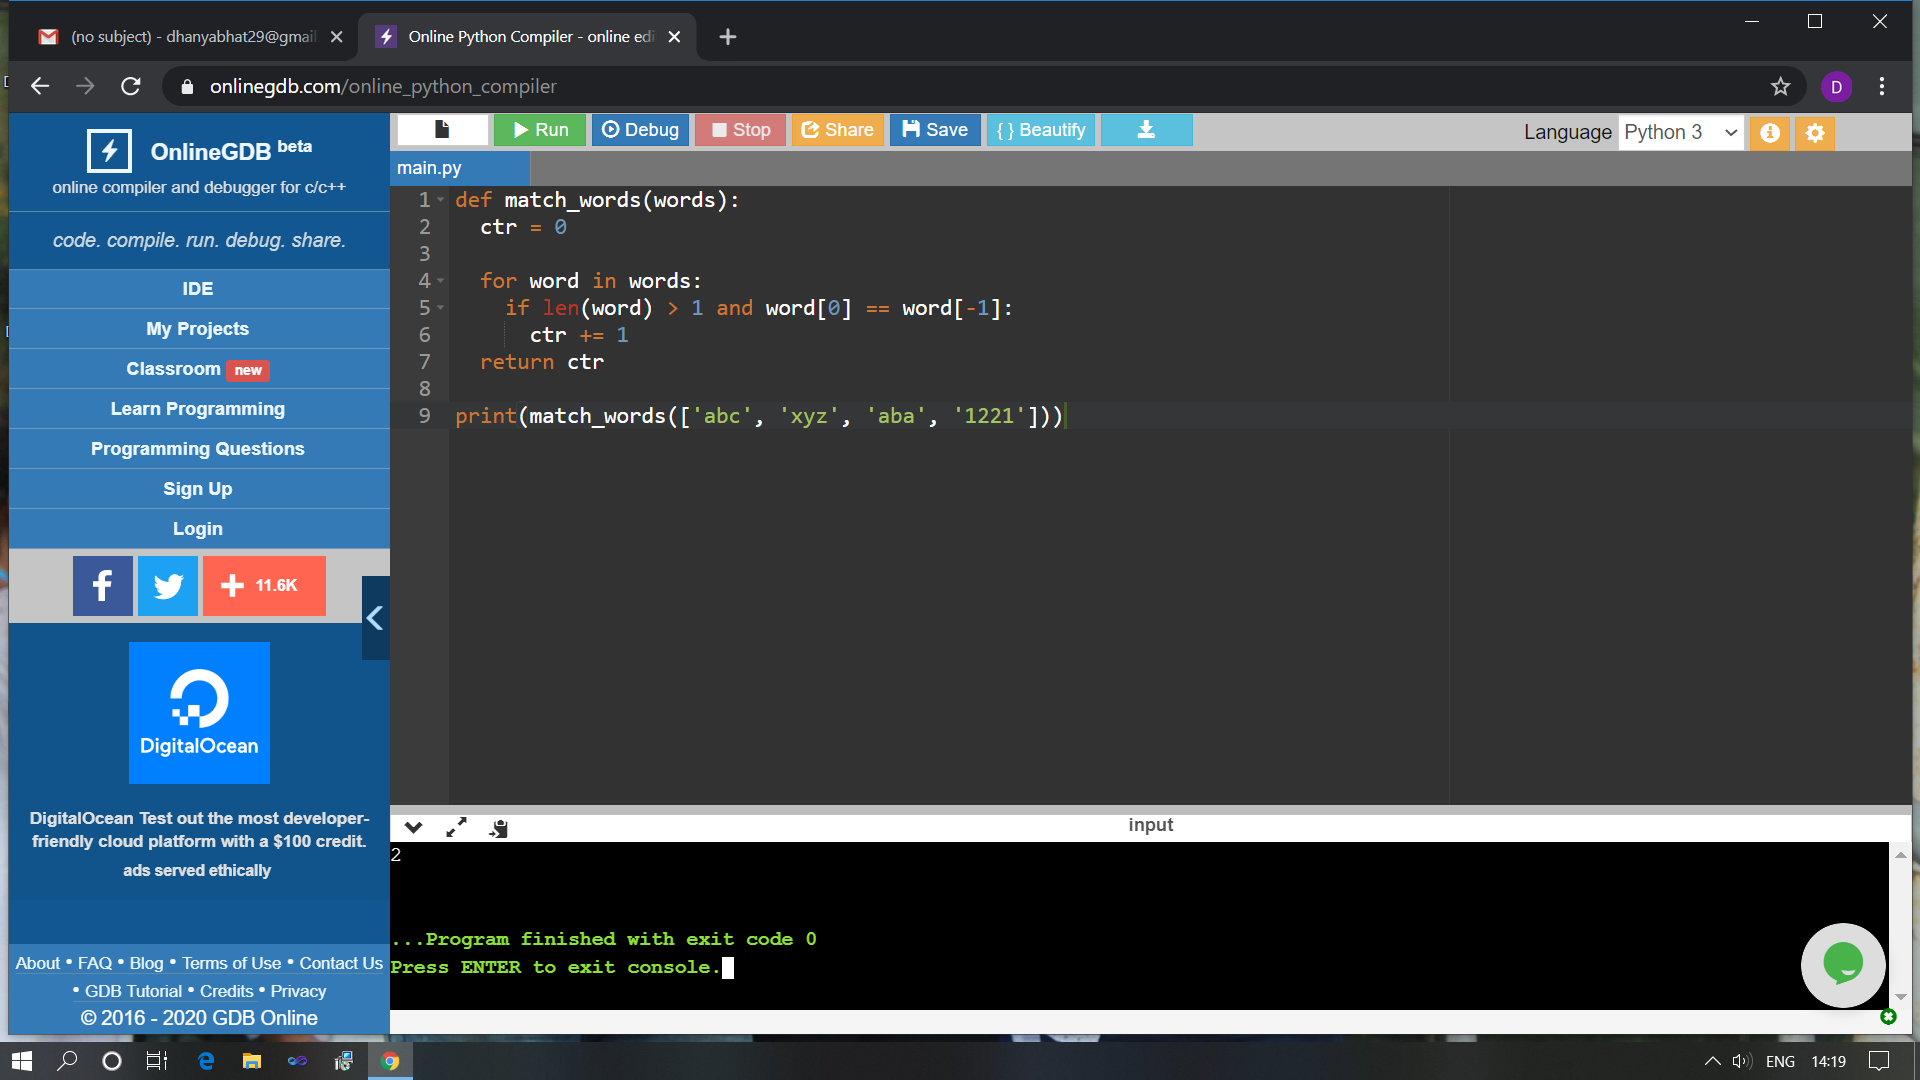 (no subject) - dhanyabhat29@gmail
Online Python Compiler - online edi
onlinegdb.com/online_python_compiler
D
OnlineGDB beta
online compiler and debugger for c/c++
code. compile. run. debug. share.
IDE
My Projects
Classroom new
Learn Programming
Programming Questions
Sign Up
Login
11.6K
DigitalOcean
DigitalOcean Test out the most developer-
friendly cloud platform with a $100 credit.
ads served ethically
About • FAQ • Blog • Terms of Use • Contact Us
• GDB Tutorial • Credits • Privacy
© 2016 - 2020 GDB Online
Run Debug Stop Share Save {} Beautify
Language Python 3
main.py
1 def match_words(words):
2   ctr = 0
3
4   for word in words:
5     if len(word) > 1 and word[0] == word[-1]:
6       ctr += 1
7   return ctr
8
9 print(match_words(['abc', 'xyz', 'aba', '1221']))
input
2
...Program finished with exit code 0
Press ENTER to exit console.
ENG 14:19